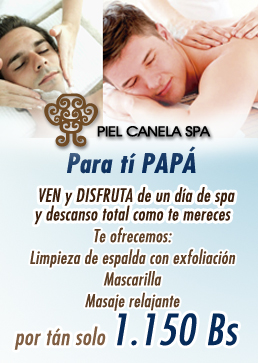 PIEL CANELA SPA
Para tí PAPÁ
VEN y DISFRUTA de un día de spa
y descanso total como te mereces
Te ofrecemos:
Limpieza de espalda con exfoliación
Mascarilla
Masaje relajante
por tán solo 1.150 Bs